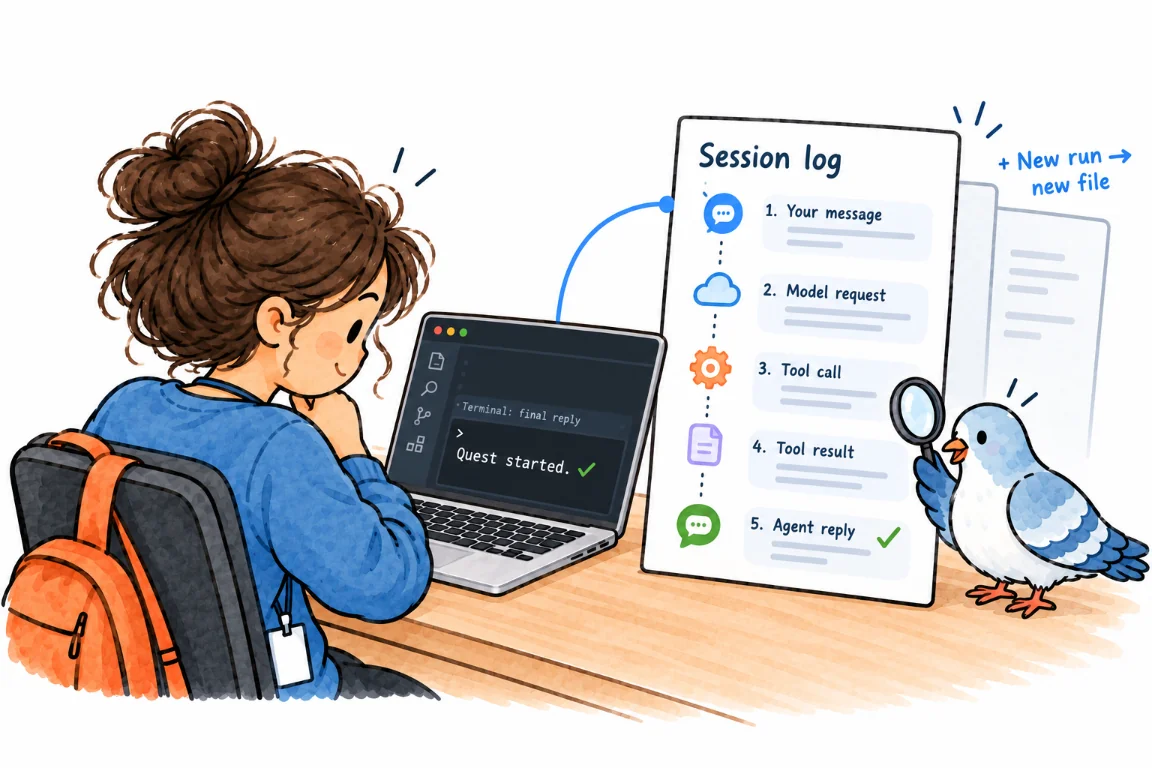 Session log
1. Your message
2. Model request
3. Tool call
4. Tool result
5. Agent reply
+ New run →
new file
Terminal: final reply
>
Quest started. ✓